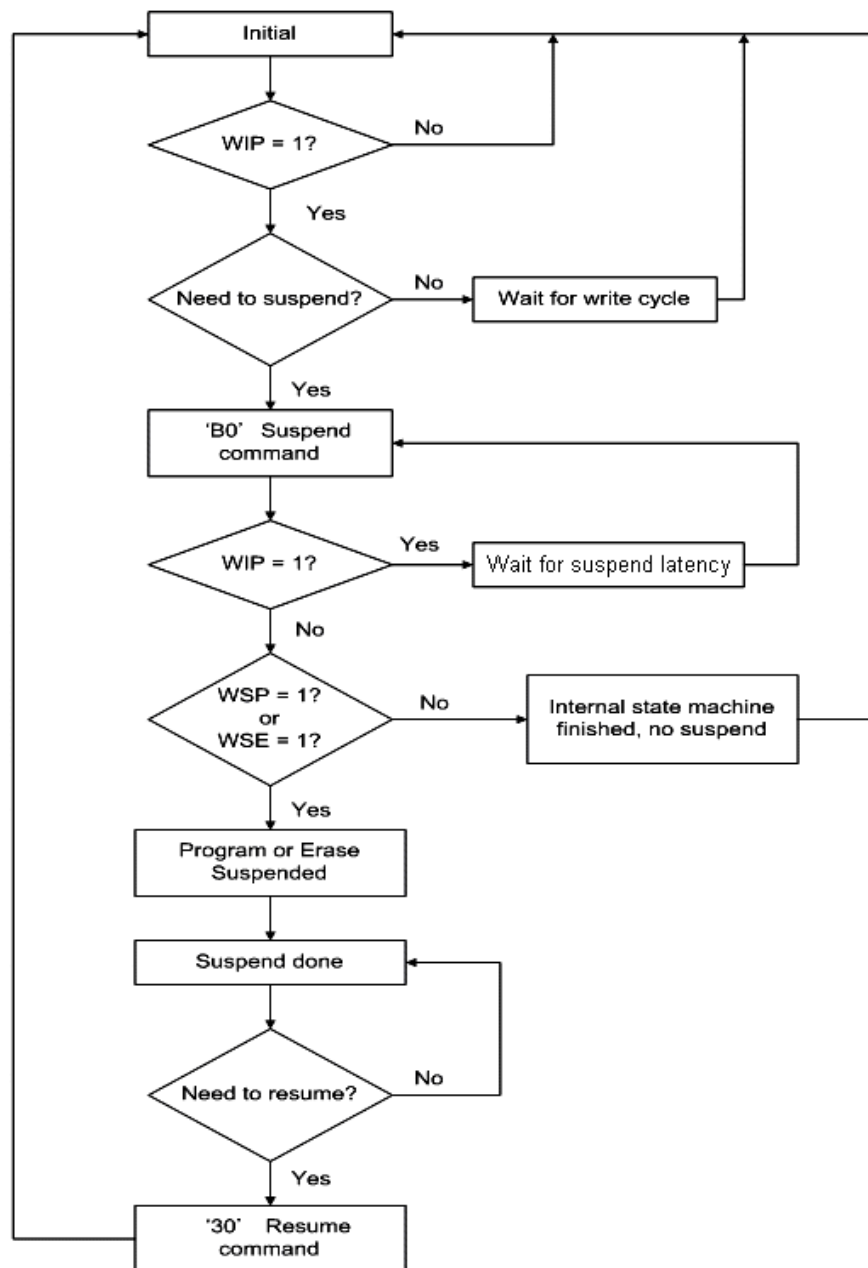 Initial
WIP = 1?
No
Yes
Need to suspend?
No
Wait for write cycle
Yes
'B0' Suspend
command
WIP = 1?
Yes
Wait for suspend latency
No
WSP = 1?
or
WSE = 1?
No
Internal state machine
finished, no suspend
Yes
Program or Erase
Suspended
Suspend done
Need to resume?
No
Yes
'30' Resume
command